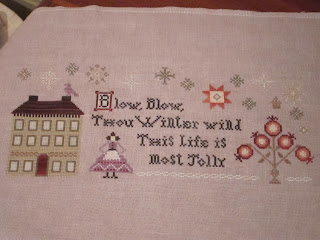 Blow, Blow,
Thou Winter wind
This Life is
most Jolly